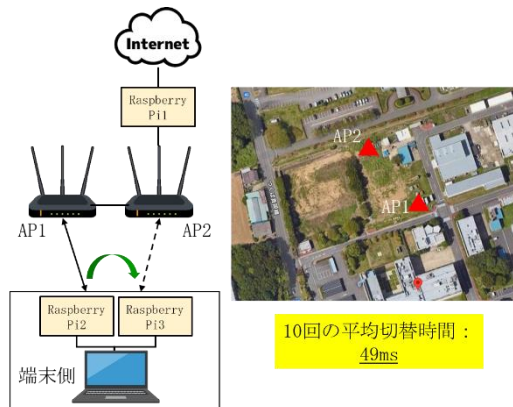 Internet
Raspberry
Pi1
AP1
AP2
Raspberry
Pi2
Raspberry
Pi3
端末側
AP2
AP1
10回の平均切替時間：
49ms